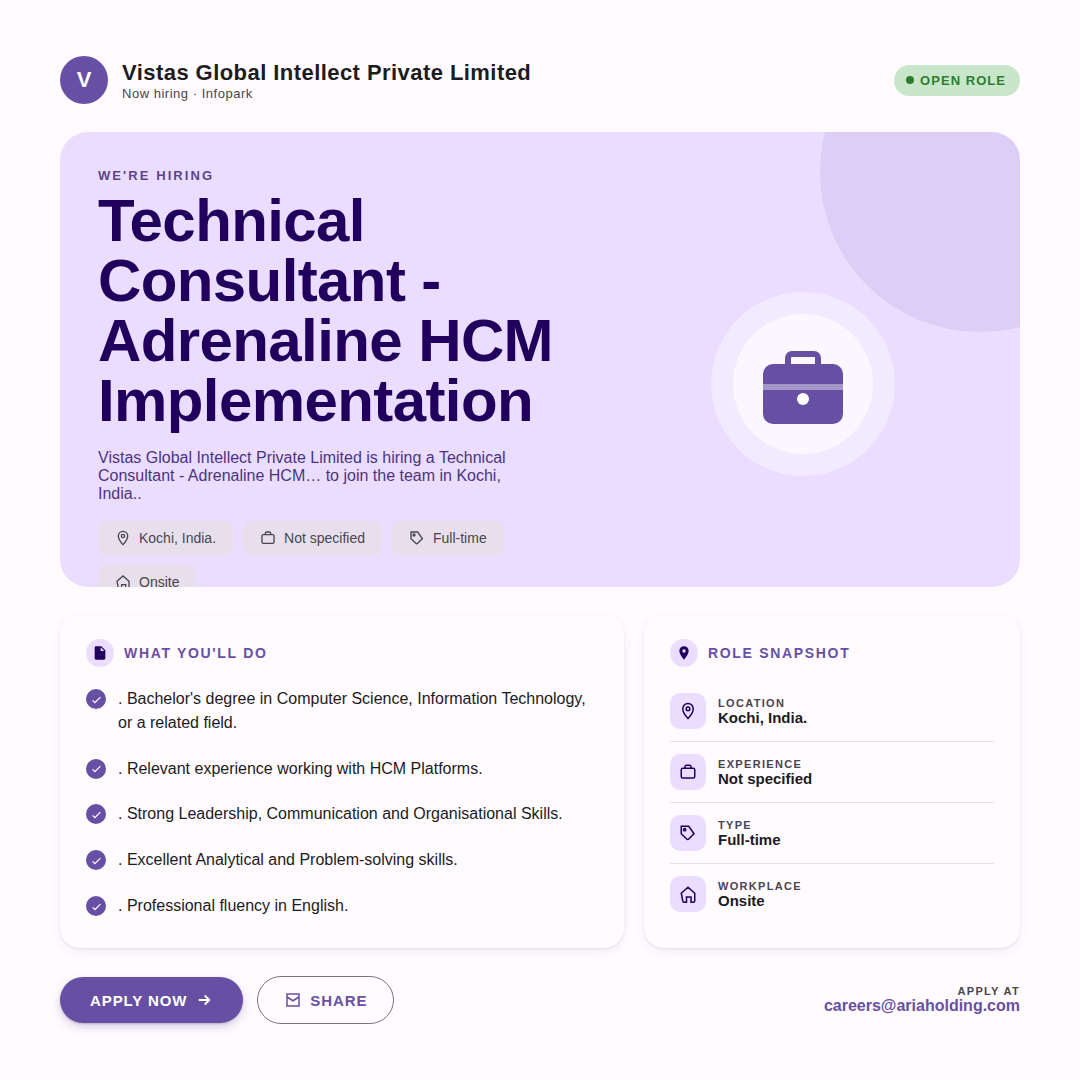 V
Vistas Global Intellect Private Limited
Now hiring · Infopark
OPEN ROLE
WE'RE HIRING
Technical
Consultant -
Adrenaline HCM
Implementation
Vistas Global Intellect Private Limited is hiring a Technical
Consultant - Adrenaline HCM… to join the team in Kochi,
India..
Kochi, India.
Not specified
Full-time
Onsite
WHAT YOU'LL DO
. Bachelor's degree in Computer Science, Information Technology,
or a related field.
. Relevant experience working with HCM Platforms.
. Strong Leadership, Communication and Organisational Skills.
. Excellent Analytical and Problem-solving skills.
. Professional fluency in English.
ROLE SNAPSHOT
LOCATION
Kochi, India.
EXPERIENCE
Not specified
TYPE
Full-time
WORKPLACE
Onsite
APPLY NOW
SHARE
APPLY AT
careers@ariaholding.com